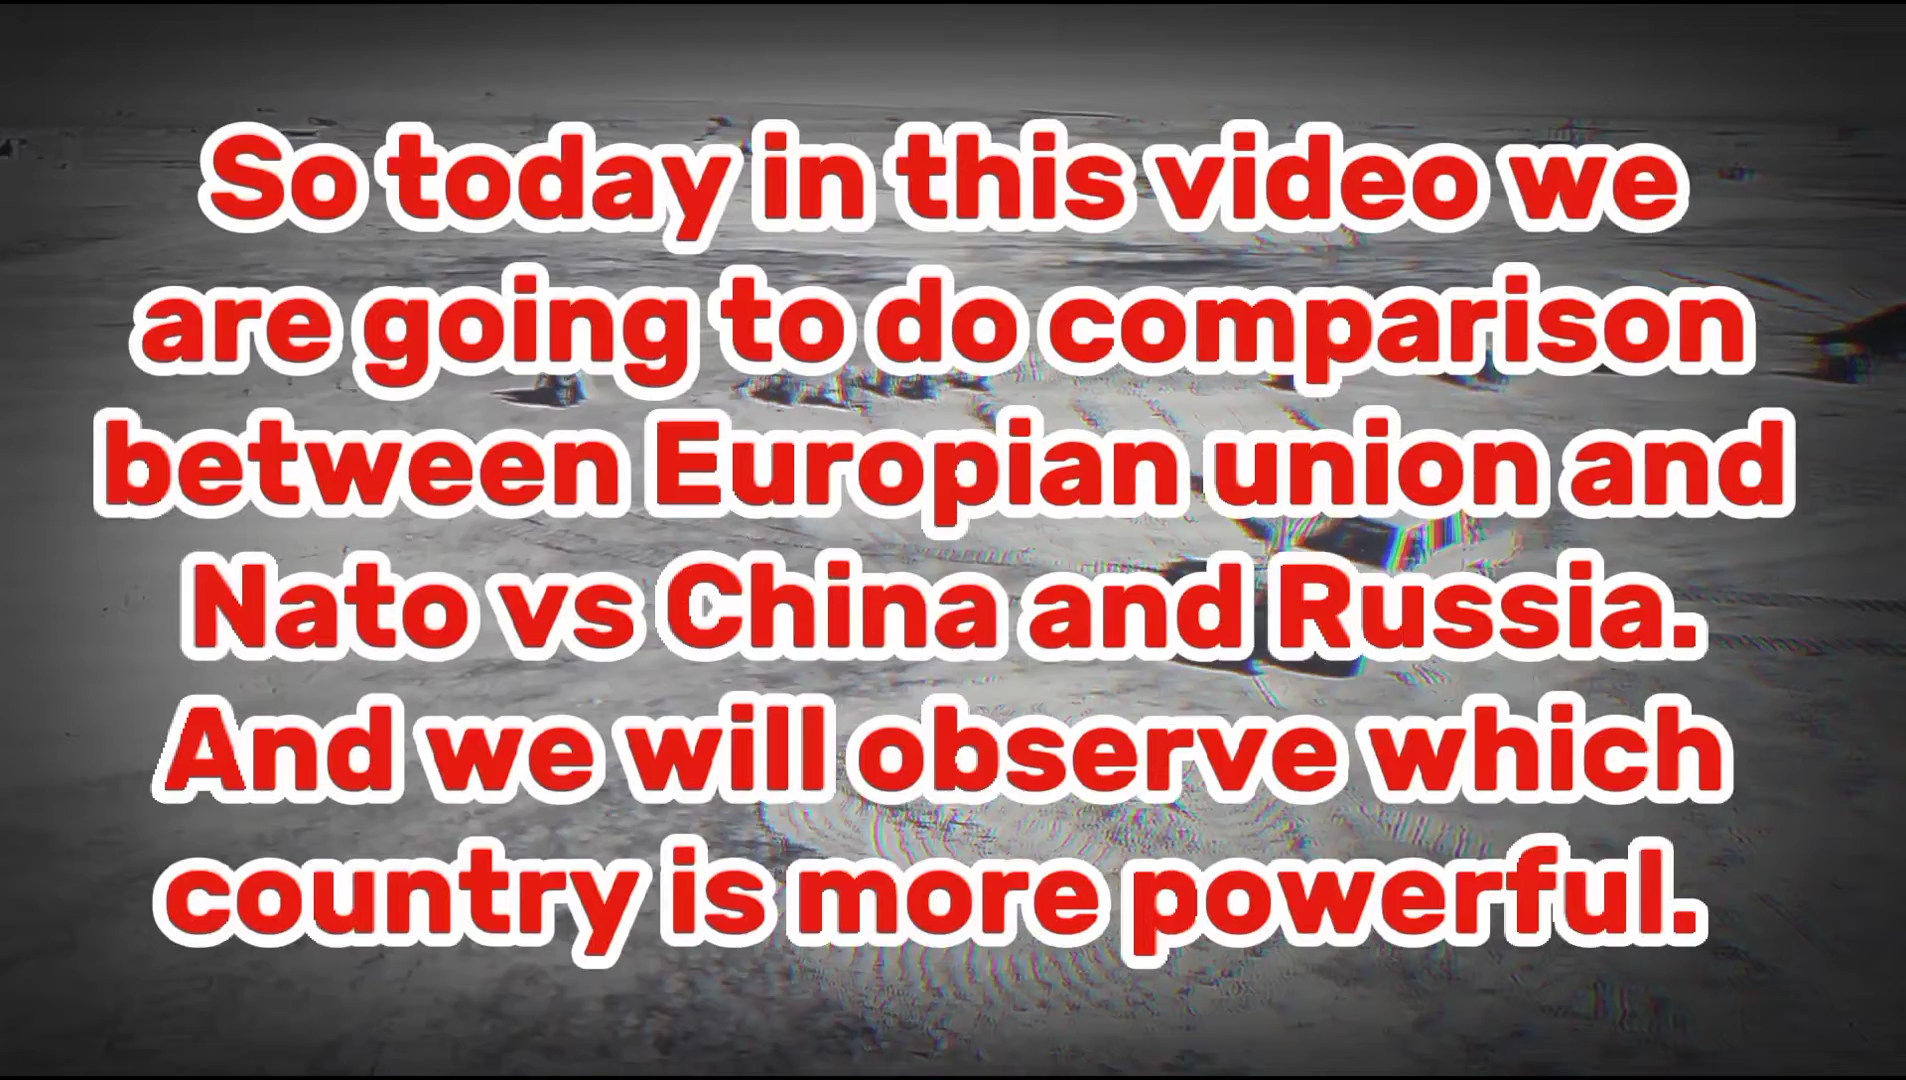 So today in this video we
are going to do comparison
between Europian union and
Nato vs China and Russia.
And we will observe which
country is more powerful.